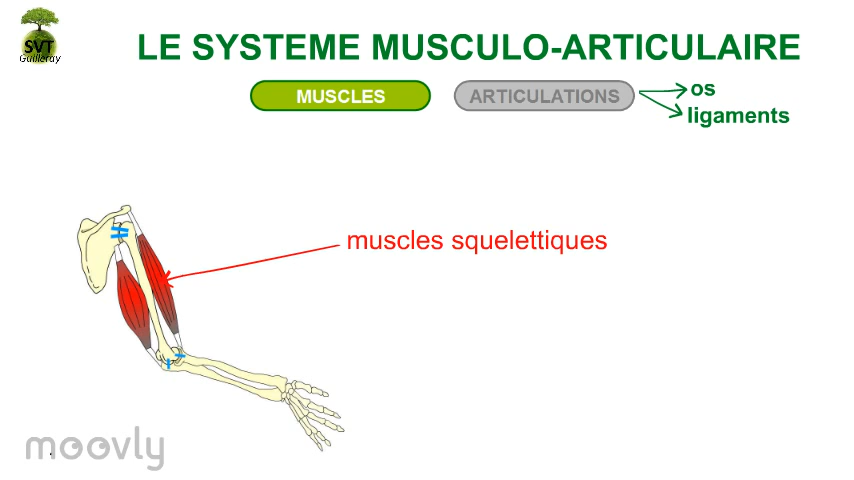 SVT
Guilleray
LE SYSTEME MUSCULO-ARTICULAIRE
MUSCLES
ARTICULATIONS
os
ligaments
muscles squelettiques
moovly